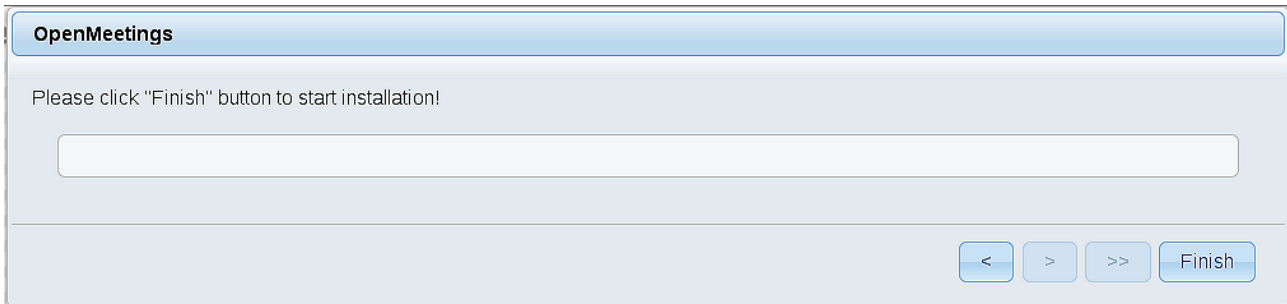 OpenMeetings
Please click "Finish" button to start installation!
< > >> Finish